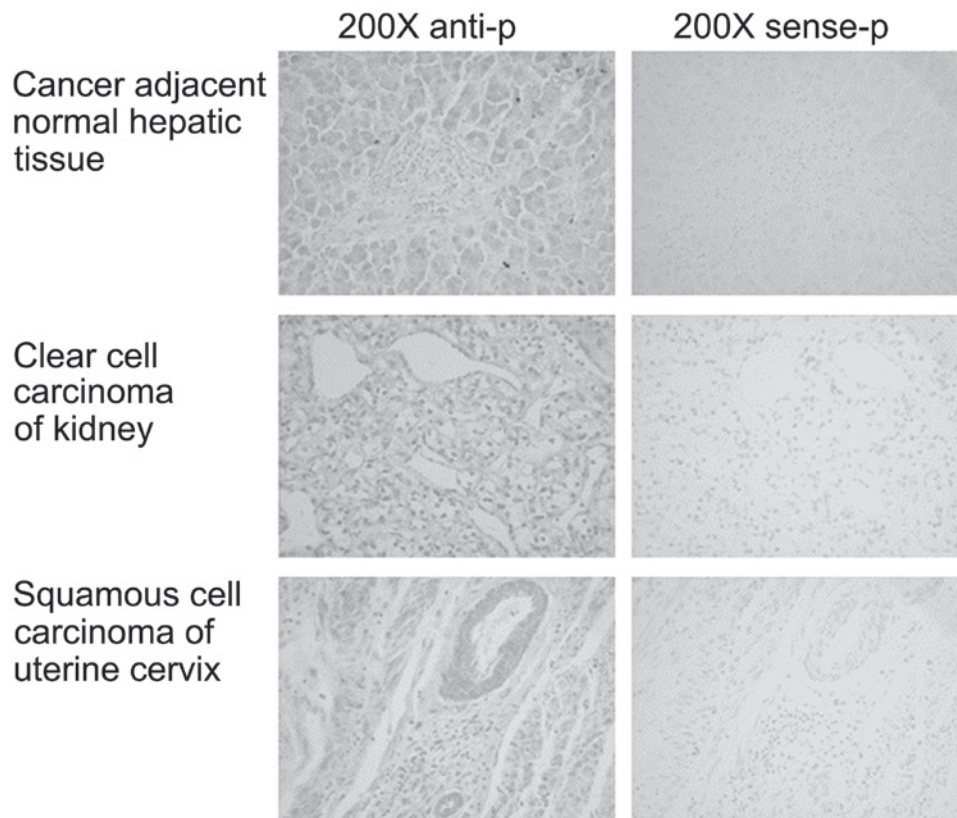 200X anti-p
200X sense-p
Cancer adjacent
normal hepatic
tissue
Clear cell
carcinoma
of kidney
Squamous cell
carcinoma of
uterine cervix